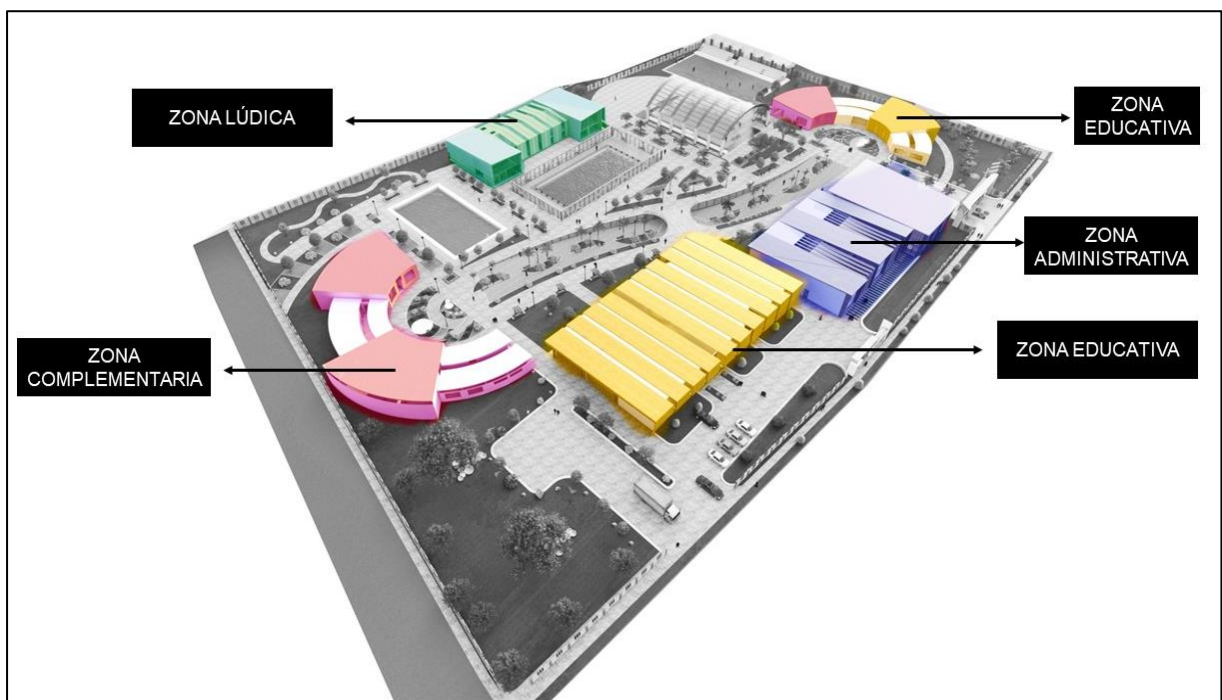 ZONA LÚDICA
ZONA
EDUCATIVA
ZONA
ADMINISTRATIVA
ZONA EDUCATIVA
ZONA
COMPLEMENTARIA